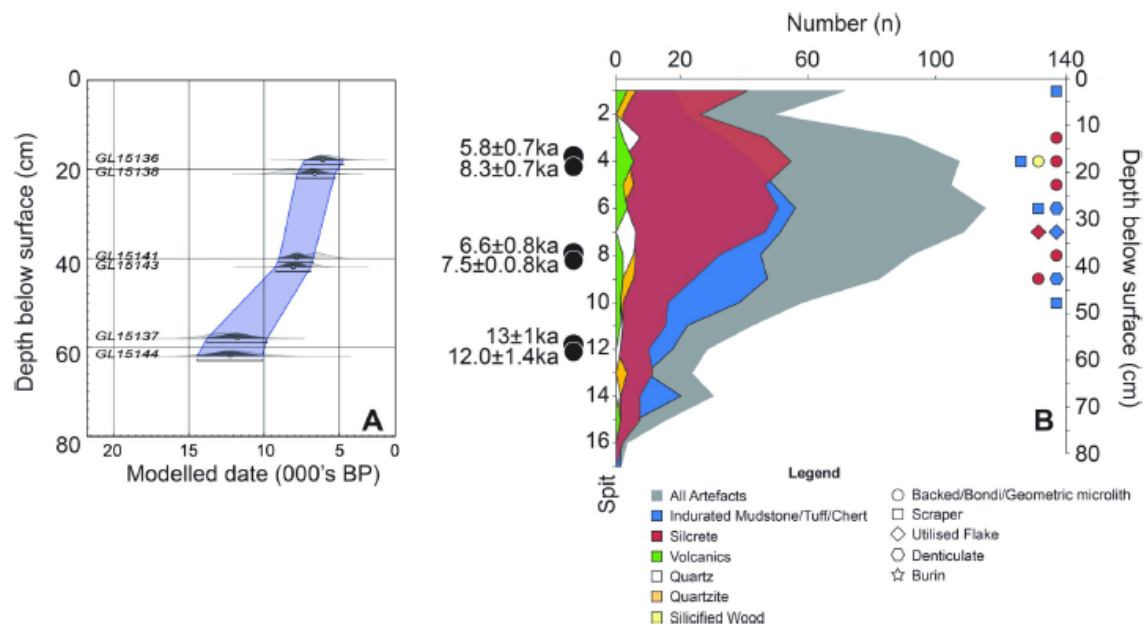 Number (n)
0 20 60 100 140
0
Depth below surface (cm)
GL15136
20
GL15138
GL15141
40
GL15143
GL15137
60
GL15144
80
20 15 10 5 0
Modelled date (000's BP)
A
5.8±0.7ka
8.3±0.7ka
6.6±0.8ka
7.5±0.0.8ka
13±1ka
12.0±1.4ka
2
4
6
8
10
12
14
16
Spit
0
10
20
30
40
50
60
70
80
Depth below surface (cm)
B
Legend
All Artefacts
Indurated Mudstone/Tuff/Chert
Silcrete
Volcanics
Quartz
Quartzite
Silicified Wood
Backed/Bondi/Geometric microlith
Scraper
Utilised Flake
Denticulate
Burin